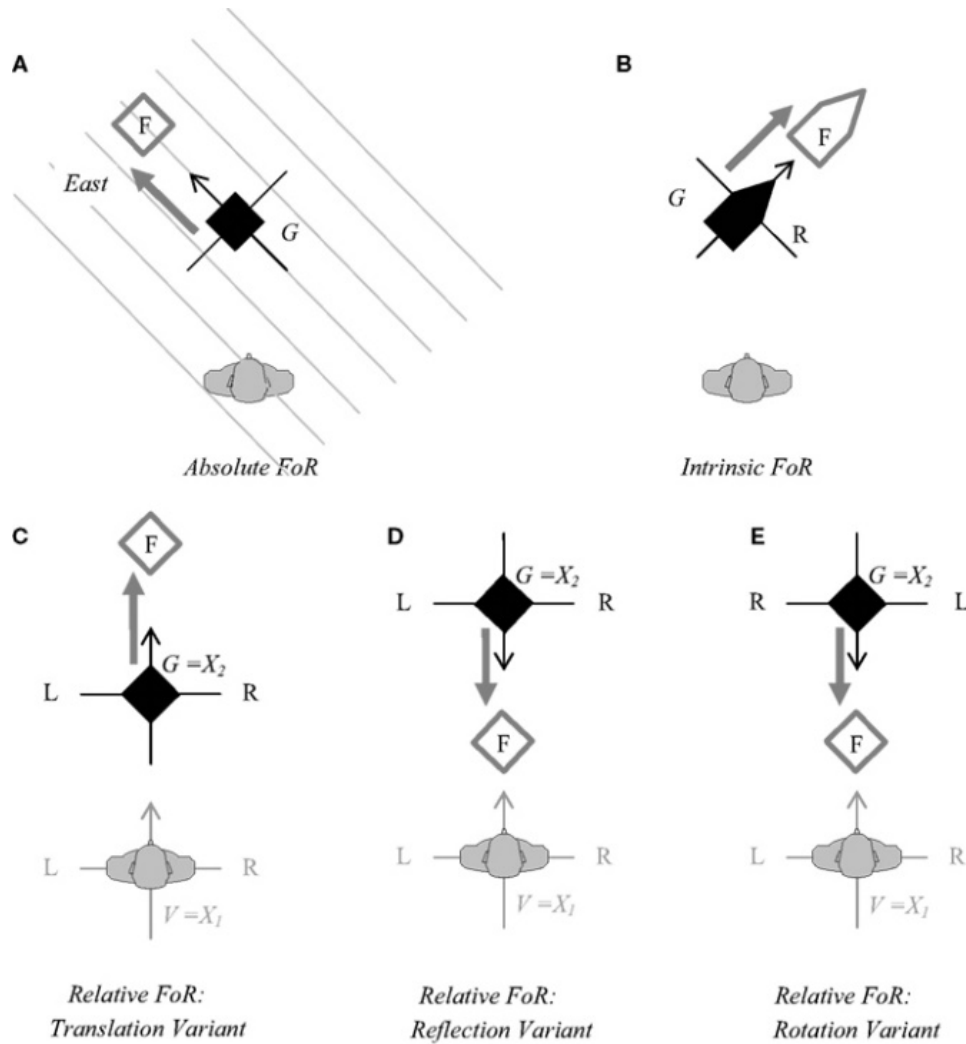 A
F
East
G
Absolute FoR
B
F
G
R
Intrinsic FoR
C
F
G =X2
L
R
L
R
V =X1
Relative FoR:
Translation Variant
D
G =X2
L
R
F
L
R
V =X1
Relative FoR:
Reflection Variant
E
G =X2
R
L
F
L
R
V =X1
Relative FoR:
Rotation Variant